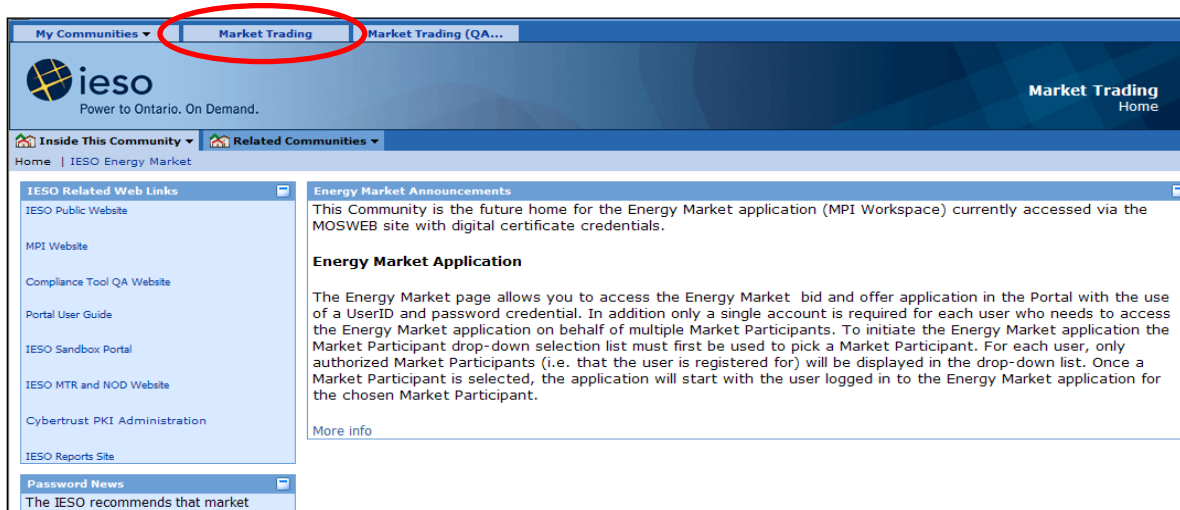 My Communities Market Trading Market Trading (QA...
ieso
Power to Ontario. On Demand.
Market Trading
Home
Inside This Community Related Communities
Home | IESO Energy Market
IESO Related Web Links
IESO Public Website
MPI Website
Compliance Tool QA Website
Portal User Guide
IESO Sandbox Portal
IESO MTR and NOD Website
Cybertrust PKI Administration
IESO Reports Site
Password News
The IESO recommends that market
Energy Market Announcements
This Community is the future home for the Energy Market application (MPI Workspace) currently accessed via the
MOSWEB site with digital certificate credentials.
Energy Market Application
The Energy Market page allows you to access the Energy Market bid and offer application in the Portal with the use
of a UserID and password credential. In addition only a single account is required for each user who needs to access
the Energy Market application on behalf of multiple Market Participants. To initiate the Energy Market application the
Market Participant drop-down selection list must first be used to pick a Market Participant. For each user, only
authorized Market Participants (i.e. that the user is registered for) will be displayed in the drop-down list. Once a
Market Participant is selected, the application will start with the user logged in to the Energy Market application for
the chosen Market Participant.
More info